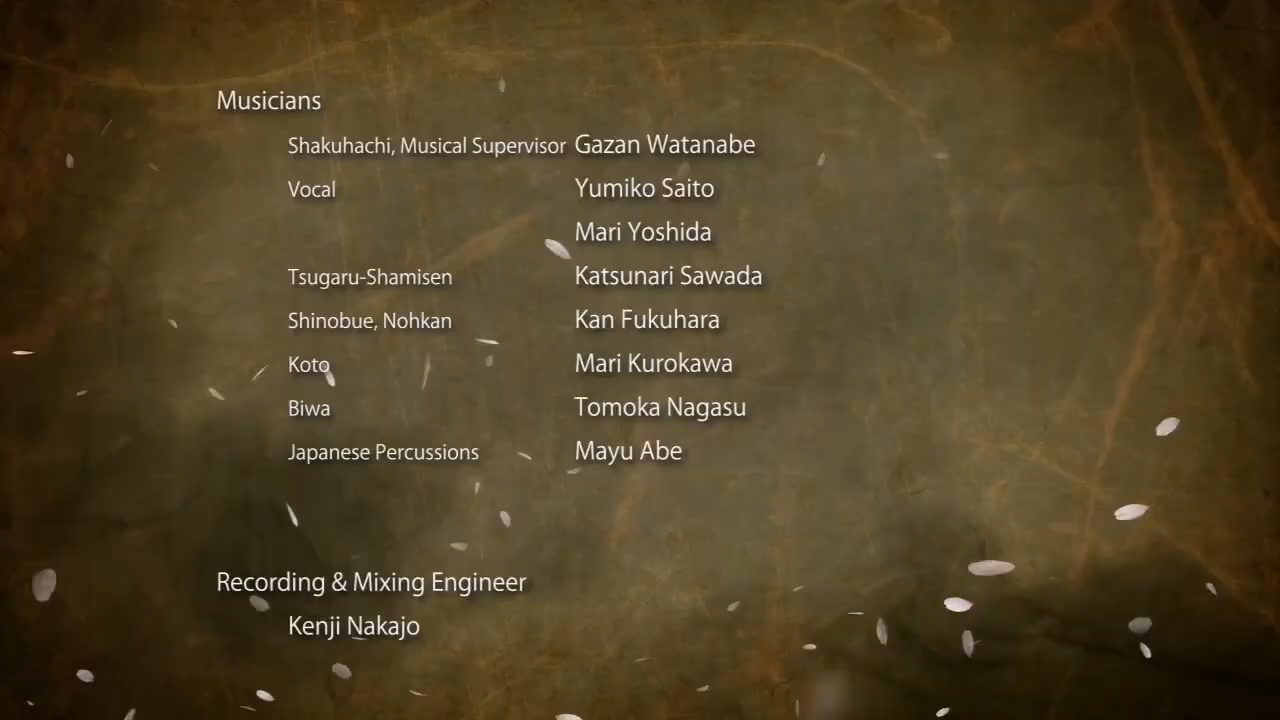 Musicians
Shakuhachi, Musical Supervisor Gazan Watanabe
Vocal Yumiko Saito
Mari Yoshida
Tsugaru-Shamisen Katsunari Sawada
Shinobue, Nohkan Kan Fukuhara
Koto Mari Kurokawa
Biwa Tomoka Nagasu
Japanese Percussions Mayu Abe
Recording & Mixing Engineer
Kenji Nakajo